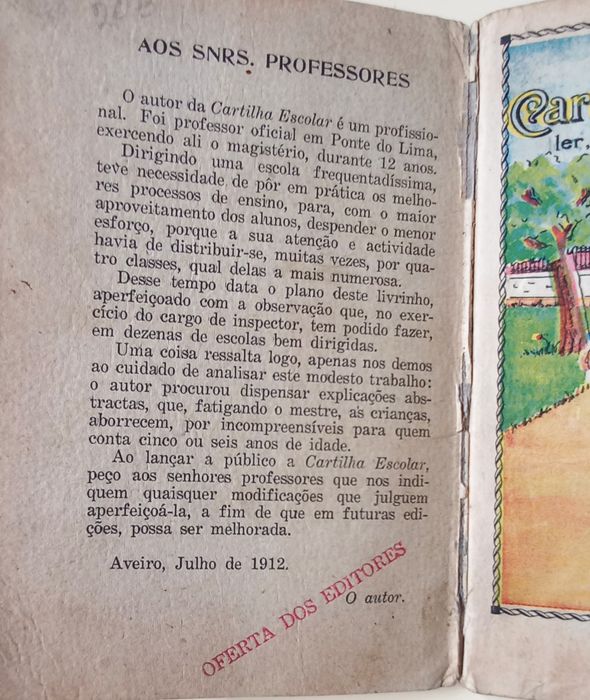 AOS SNRS. PROFESSORES
O autor da Cartilha Escolar é um profissio-
nal. Foi professor oficial em Ponte do Lima,
exercendo ali o magistério, durante 12 anos.
Dirigindo uma escola frequentadíssima,
teve necessidade de pôr em prática os melho-
res processos de ensino, para, com o maior
aproveitamento dos alunos, despender o menor
esforço, porque a sua atenção e actividade
havia de distribuir-se, muitas vezes, por qua-
tro classes, qual delas a mais numerosa.
Desse tempo data o plano deste livrinho,
aperfeiçoado com a observação que, no exer-
cício do cargo de inspector, tem podido fazer,
em dezenas de escolas bem dirigidas.
Uma coisa ressalta logo, apenas nos demos
ao cuidado de analisar este modesto trabalho:
o autor procurou dispensar explicações abs-
tractas, que, fatigando o mestre, as crianças,
aborrecem, por incompreensíveis para quem
conta cinco ou seis anos de idade.
Ao lançar a público a Cartilha Escolar,
peço aos senhores professores que nos indi-
quem quaisquer modificações que julguem
aperfeiçoá-la, a fim de que em futuras edi-
ções, possa ser melhorada.
Aveiro, Julho de 1912.
O autor.
OFERTA DOS EDITORES
Car
ler,